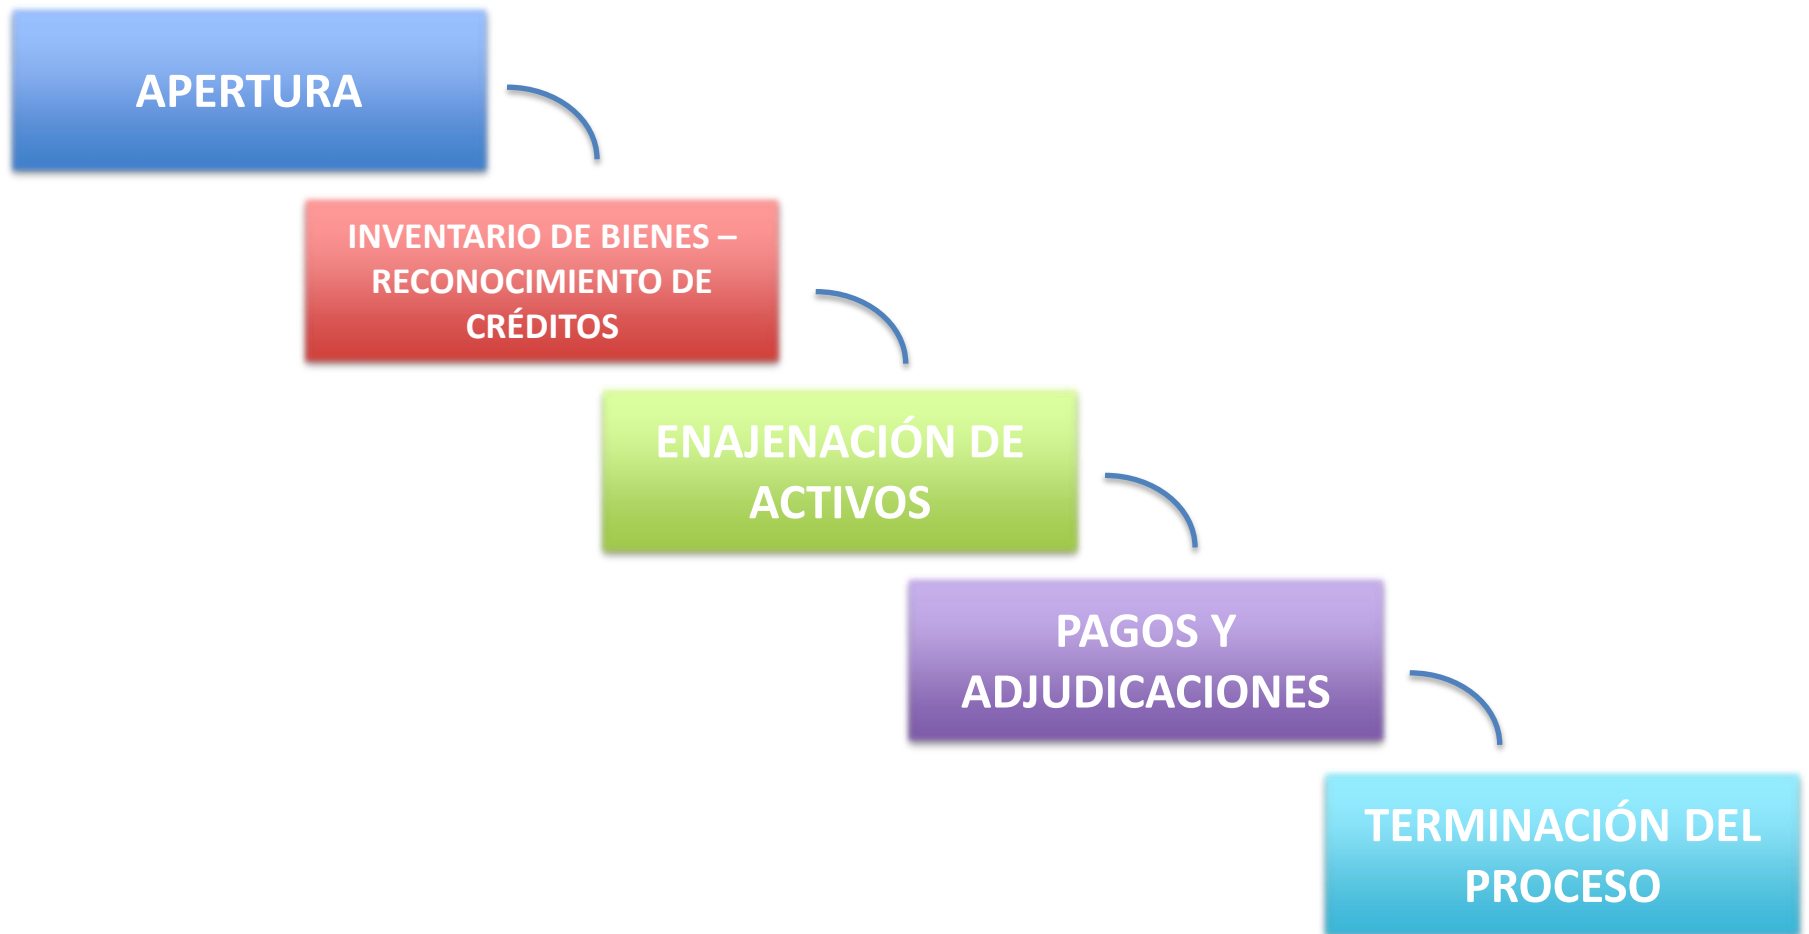 APERTURA
INVENTARIO DE BIENES –
RECONOCIMIENTO DE
CRÉDITOS
ENAJENACIÓN DE
ACTIVOS
PAGOS Y
ADJUDICACIONES
TERMINACIÓN DEL
PROCESO